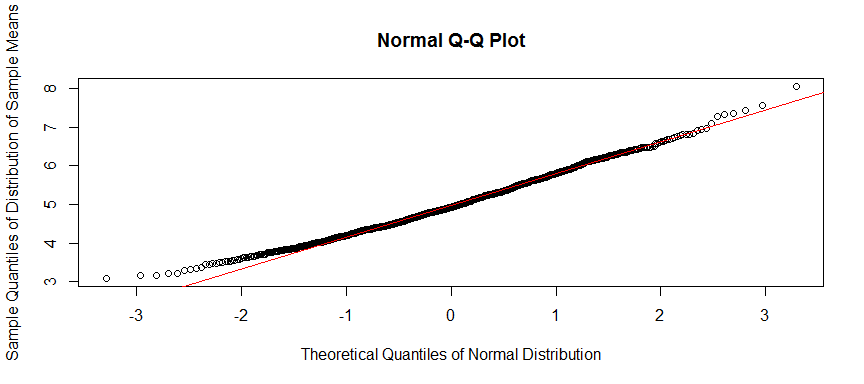 Normal Q-Q Plot
Sample Quantiles of Distribution of Sample Means
8
7
6
5
4
3
-3 -2 -1 0 1 2 3
Theoretical Quantiles of Normal Distribution